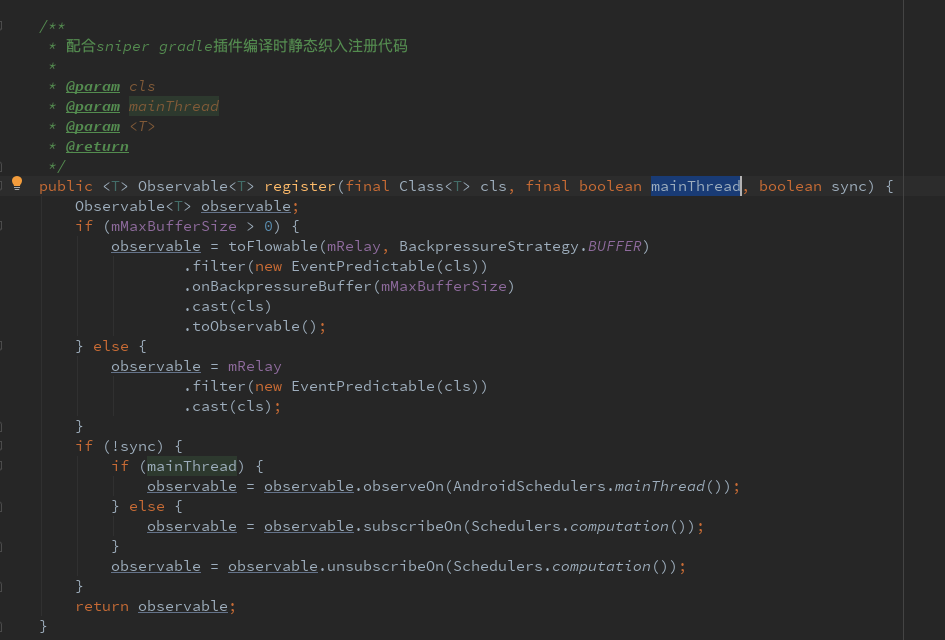 /**
 * 配合sniper gradle插件编译时静态织入注册代码
 *
 * @param cls
 * @param mainThread
 * @param <T>
 * @return
 */
public <T> Observable<T> register(final Class<T> cls, final boolean mainThread, boolean sync) {
    Observable<T> observable;
    if (mMaxBufferSize > 0) {
        observable = toFlowable(mRelay, BackpressureStrategy.BUFFER)
                .filter(new EventPredictable(cls))
                .onBackpressureBuffer(mMaxBufferSize)
                .cast(cls)
                .toObservable();
    } else {
        observable = mRelay
                .filter(new EventPredictable(cls))
                .cast(cls);
    }
    if (!sync) {
        if (mainThread) {
            observable = observable.observeOn(AndroidSchedulers.mainThread());
        } else {
            observable = observable.subscribeOn(Schedulers.computation());
        }
        observable = observable.unsubscribeOn(Schedulers.computation());
    }
    return observable;
}